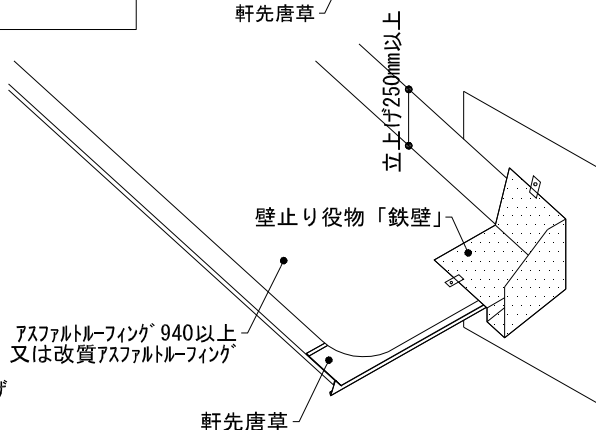 軒先唐草
立上げ250mm以上
壁止り役物「鉄壁」
アスファルトルーフィング940以上
又は改質アスファルトルーフィング
げ
軒先唐草